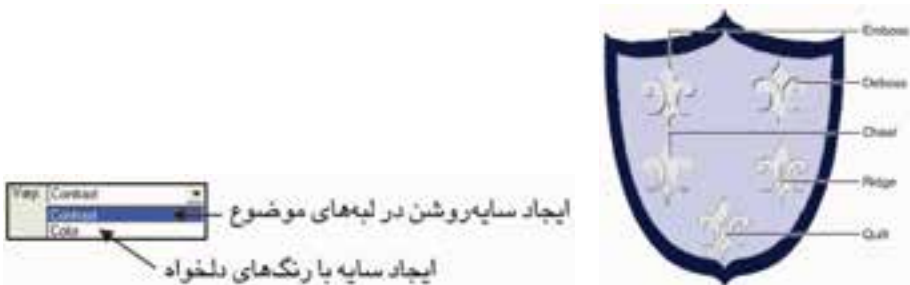 Emboss
Deboss
Chisel
Ridge
Quilt
Contrast
ایجاد سایه‌روشن در لبه‌های موضوع
Contrast
Color
ایجاد سایه با رنگ‌های دلخواه